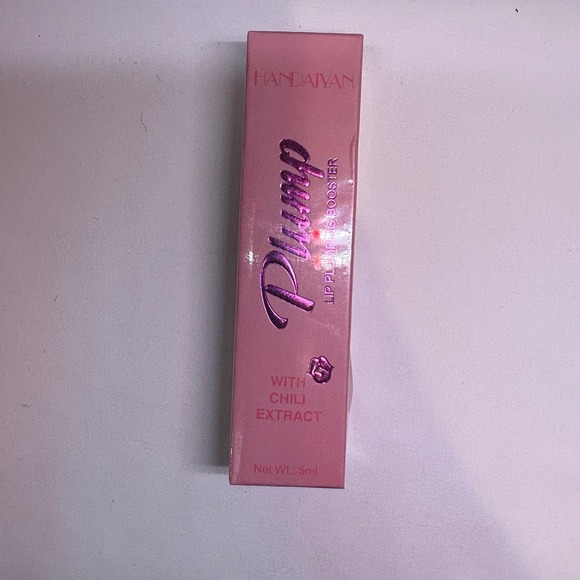 HANDAIYAN
Plump
LIP PLUMPING BOOSTER
WITH
CHILI
EXTRACT
Net Wt.: 5ml